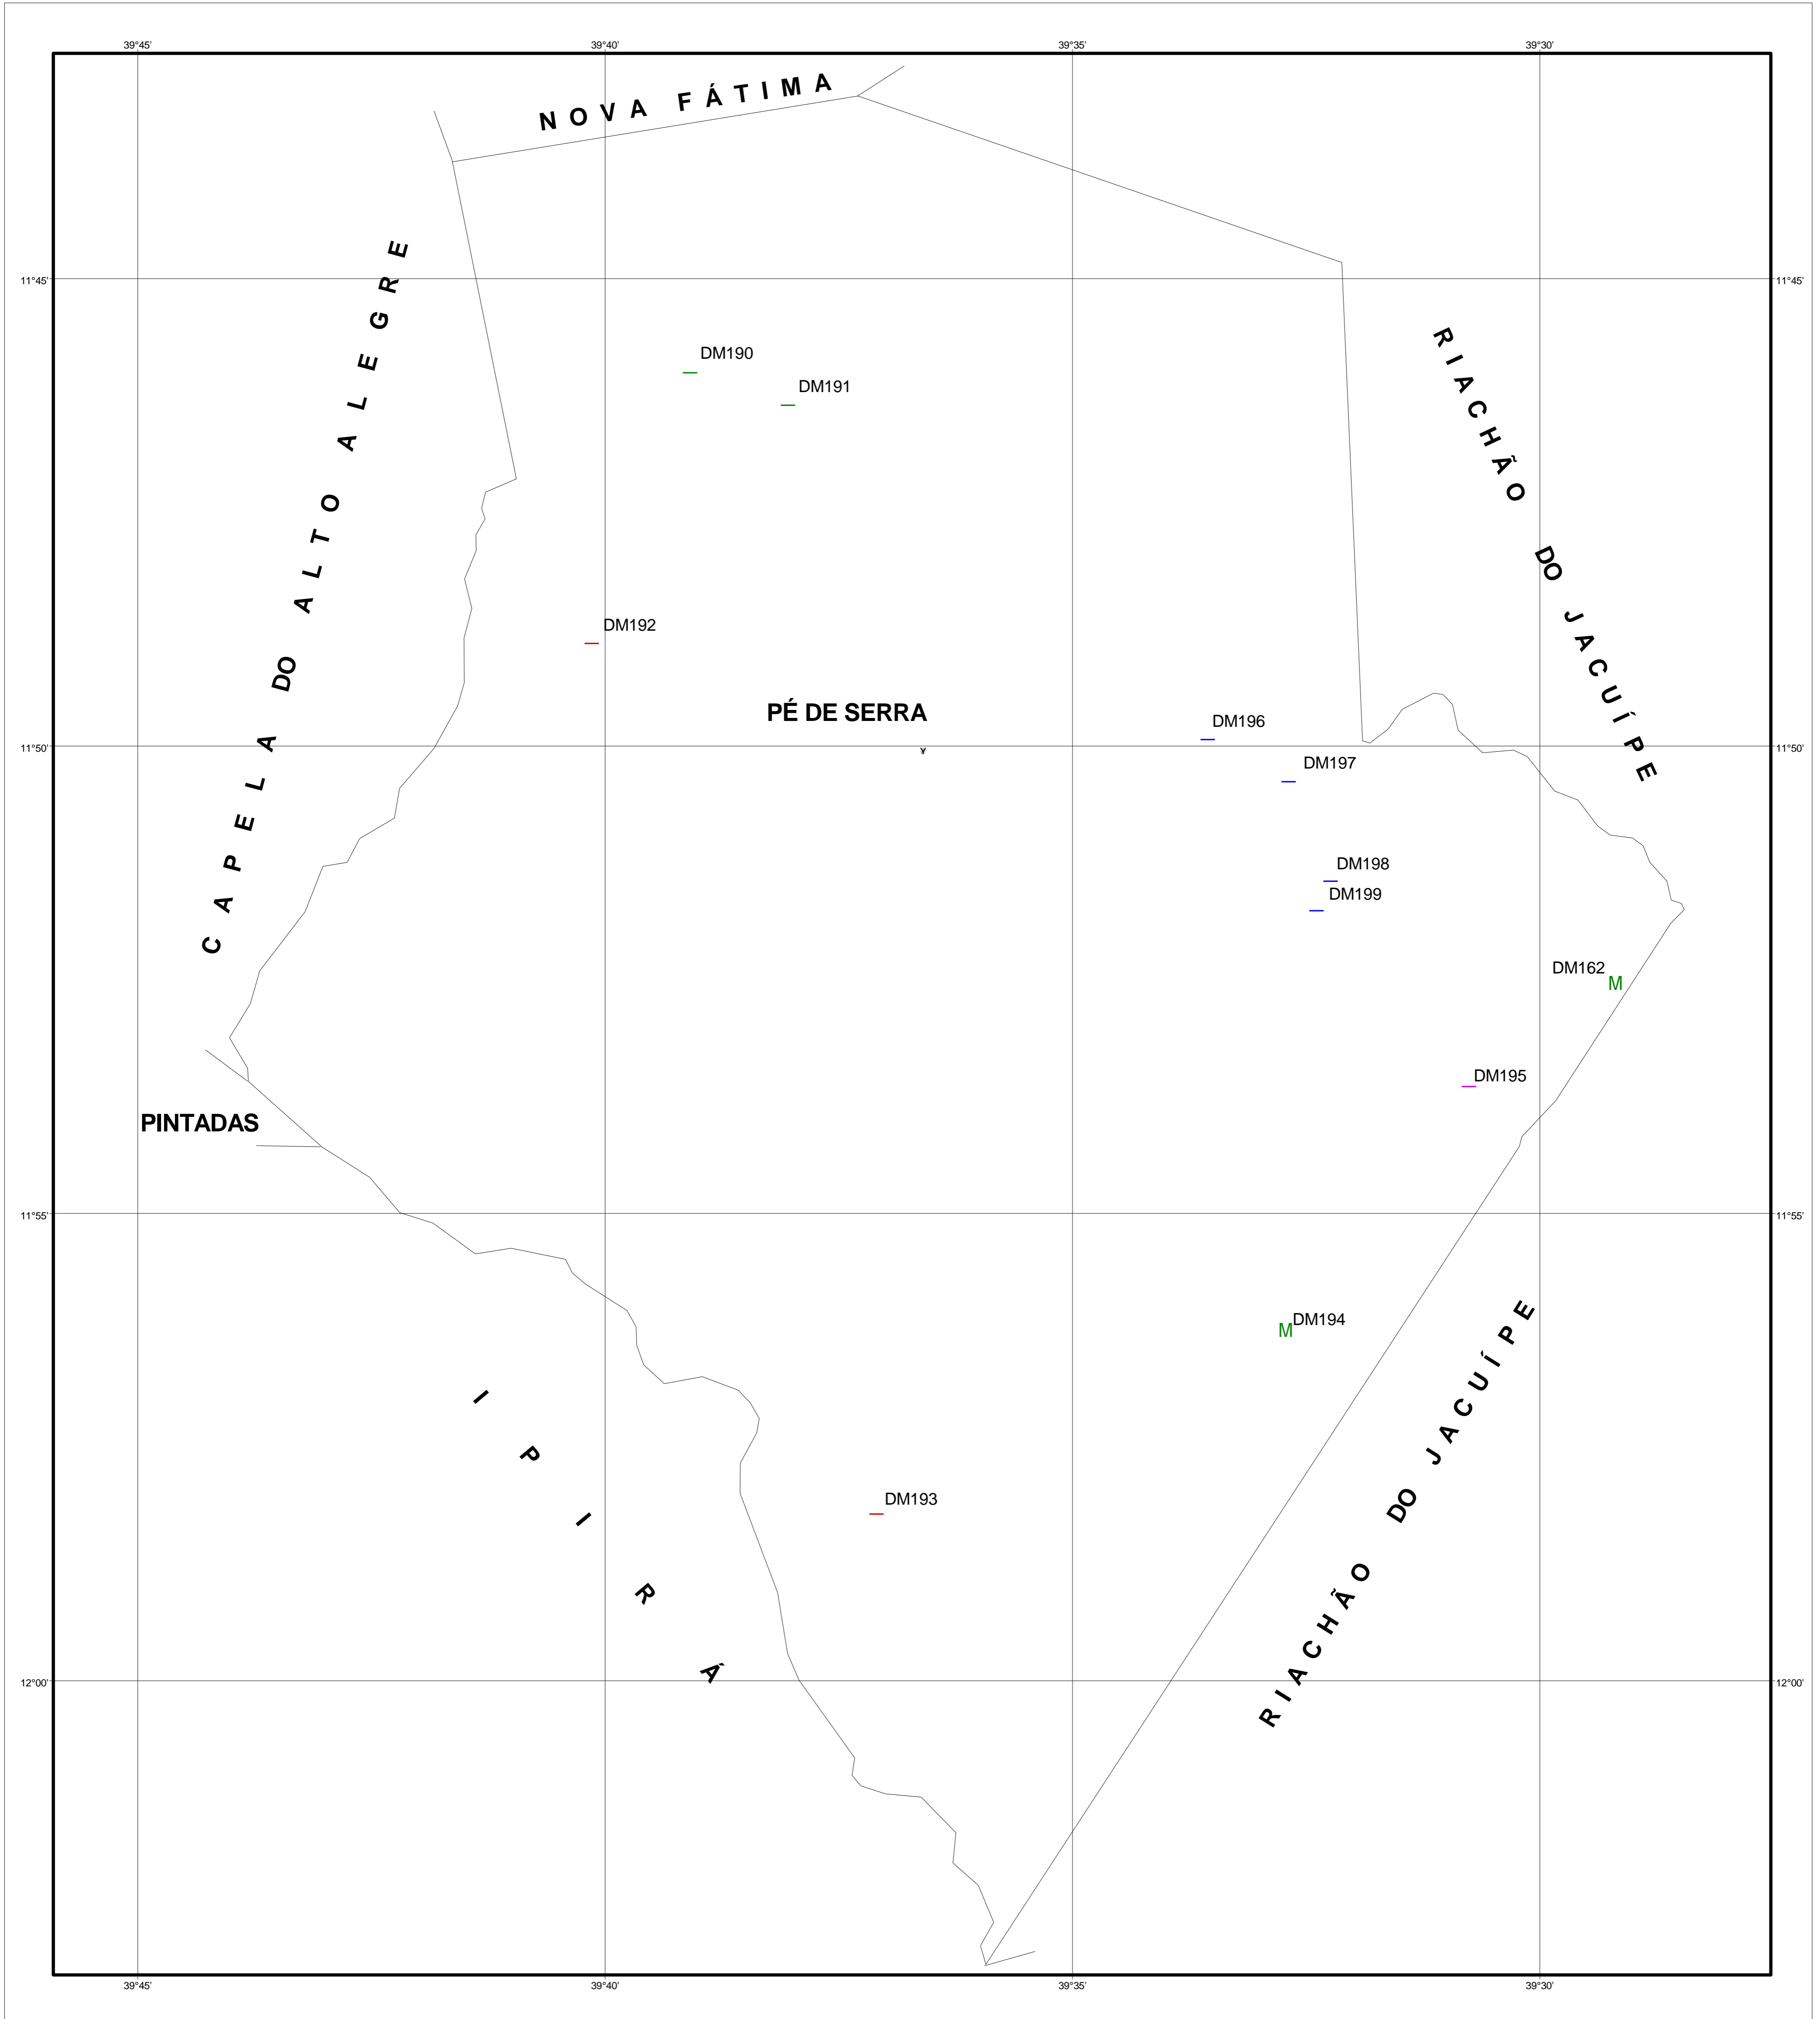 39°45' 39°40' 39°35' 39°30'
NOVA FÁTIMA
CAPELA DO ALTO ALEGRE
11°45' 11°45'
RIACHÃO DO JACUÍPE
DM190
DM191
DM192
PÉ DE SERRA
DM196
11°50' 11°50'
DM197
DM198
DM199
DM162
M
DM195
PINTADAS
11°55' 11°55'
M DM194
IPIRÁ
RIACHÃO DO JACUÍPE
DM193
12°00' 12°00'
39°45' 39°40' 39°35' 39°30'